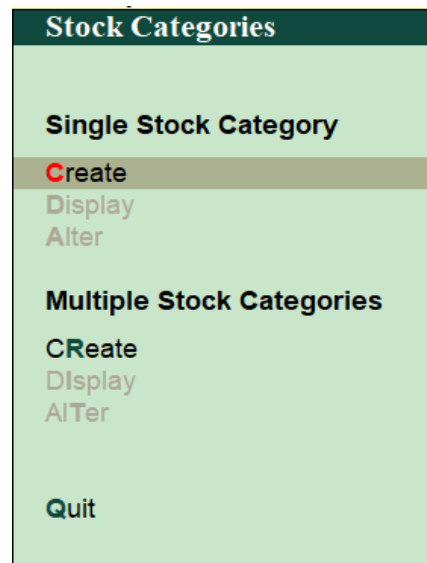 Stock Categories
Single Stock Category
Create
Display
Alter
Multiple Stock Categories
CReate
DIsplay
AlTer
Quit